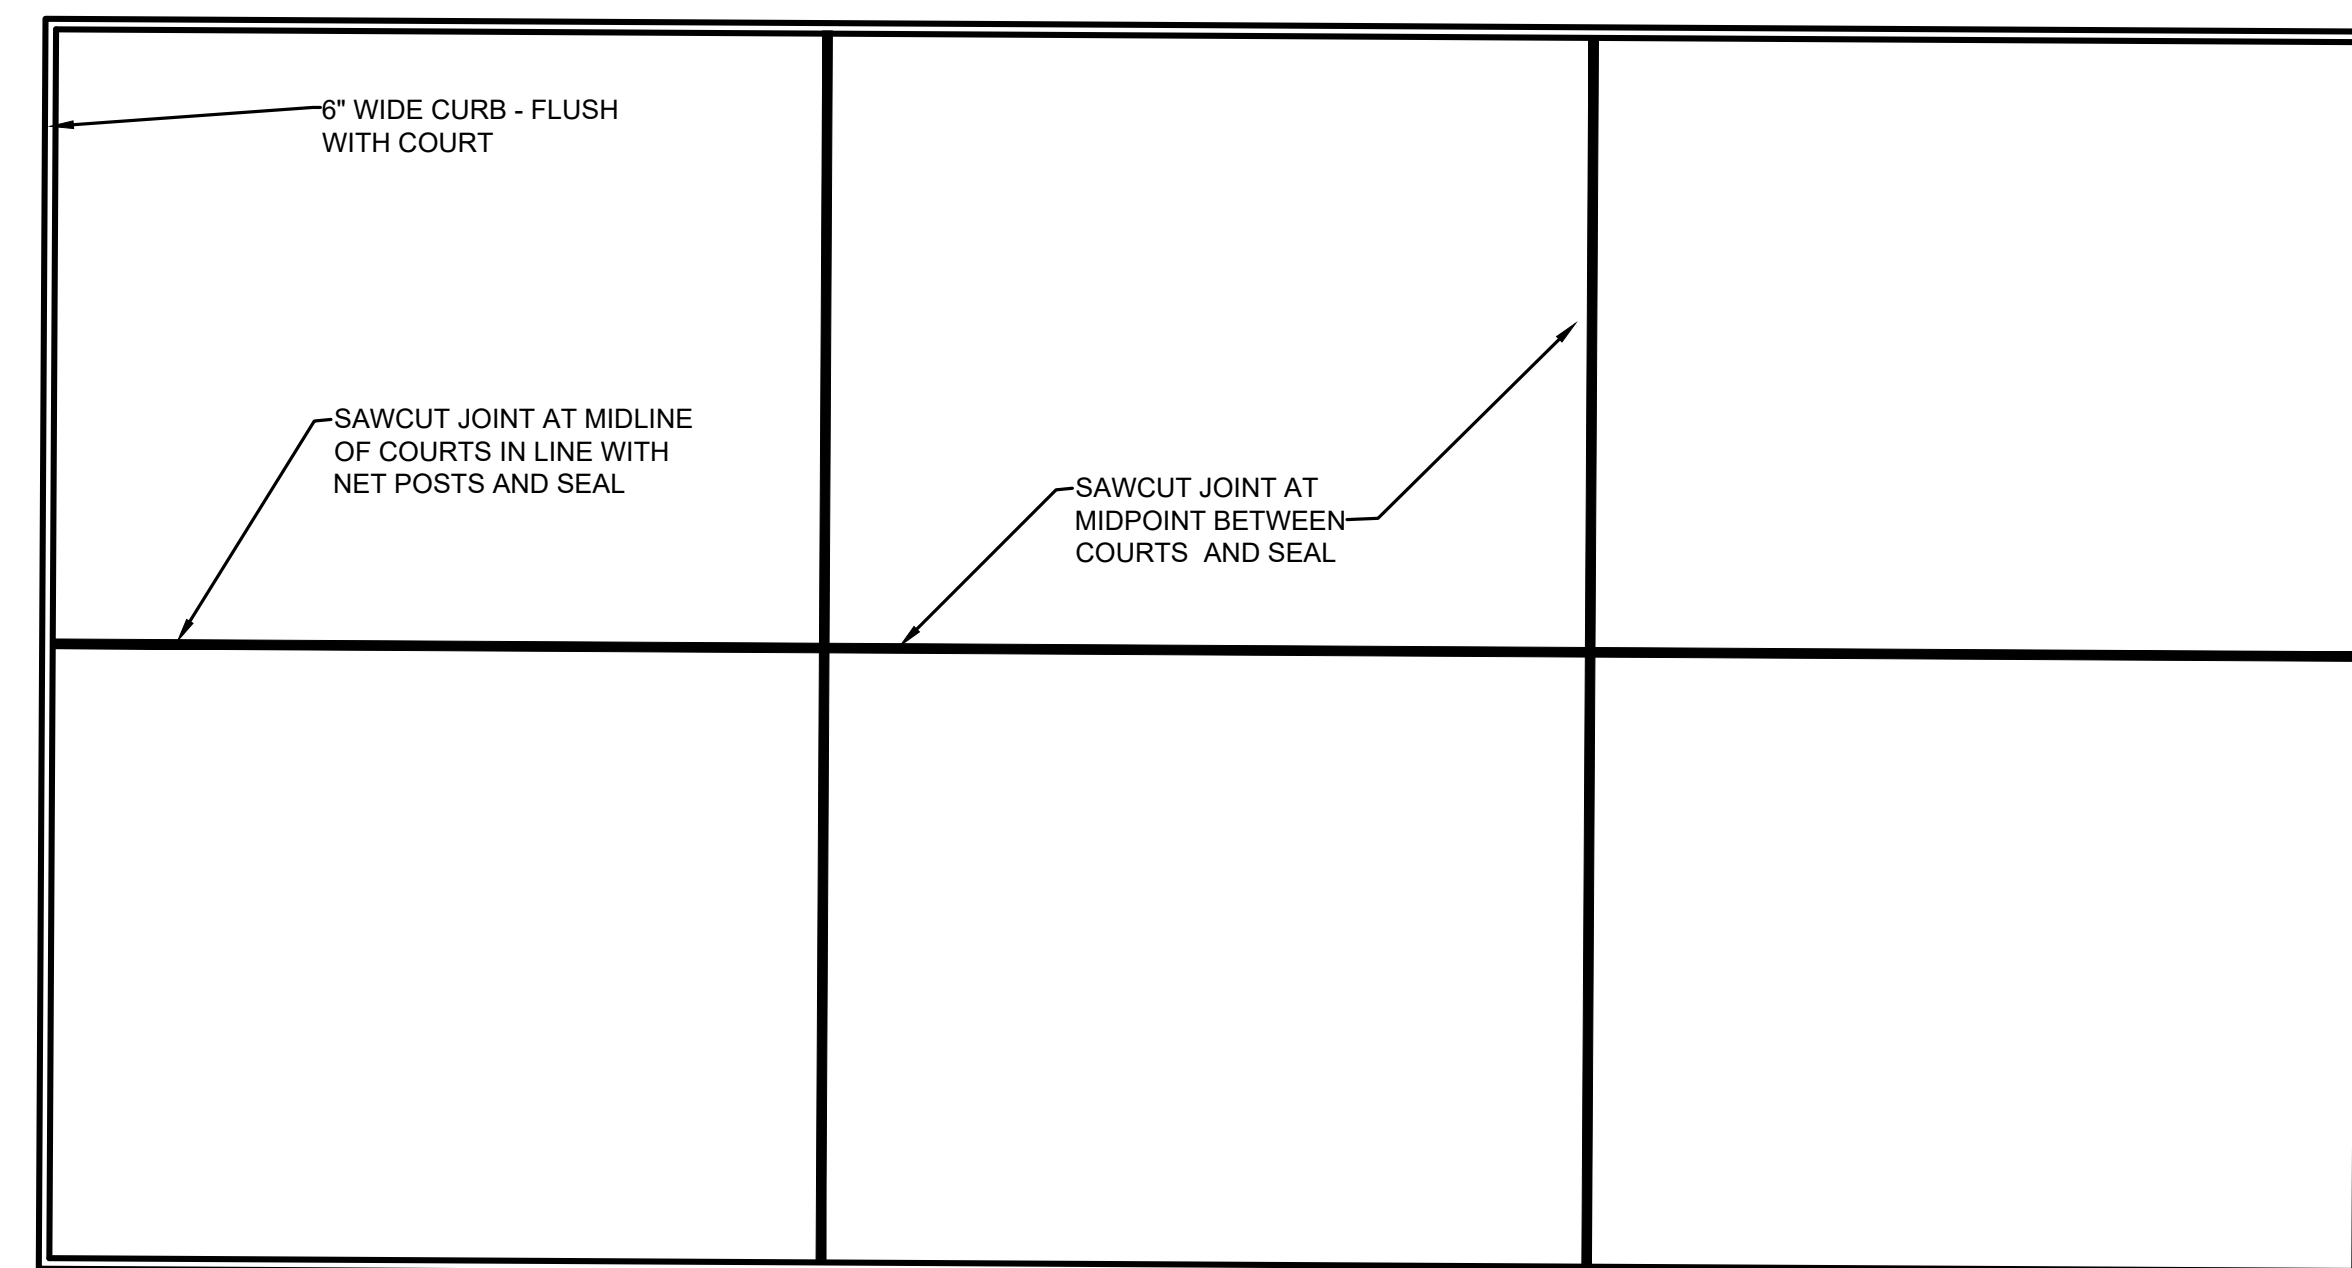 6" WIDE CURB - FLUSH
WITH COURT
SAWCUT JOINT AT MIDLINE
OF COURTS IN LINE WITH
NET POSTS AND SEAL
SAWCUT JOINT AT
MIDPOINT BETWEEN
COURTS  AND SEAL